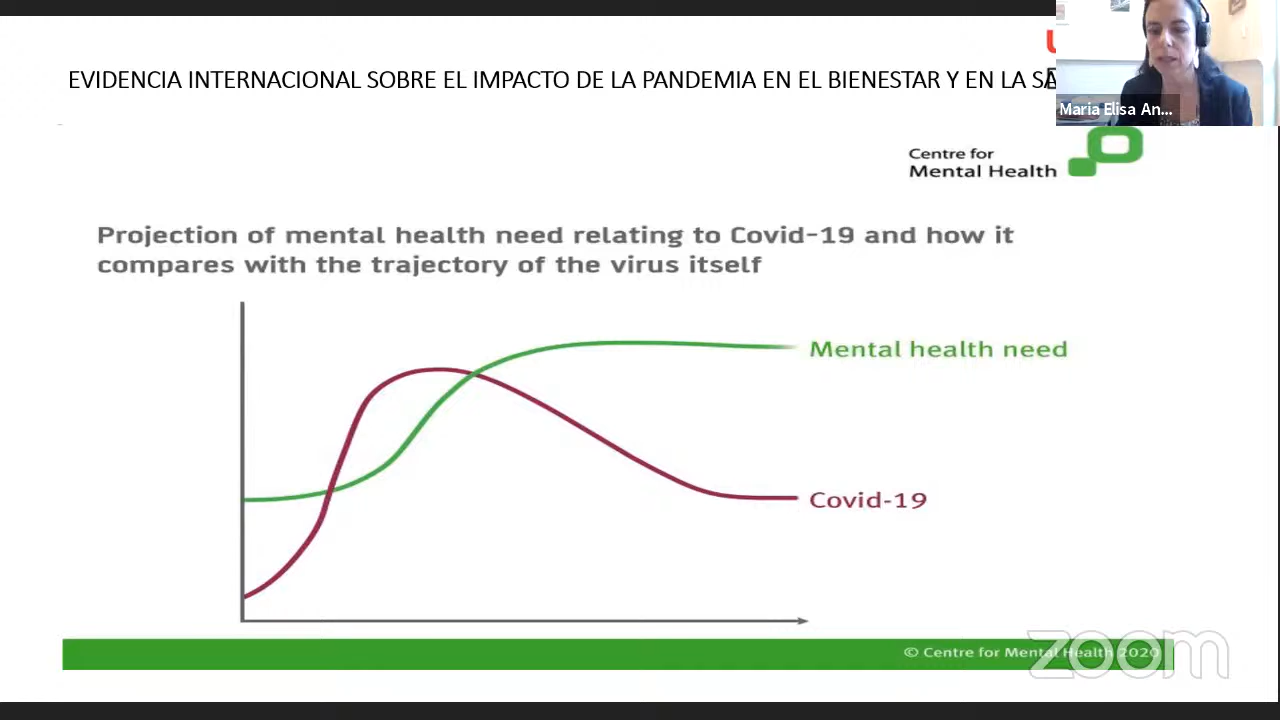 EVIDENCIA INTERNACIONAL SOBRE EL IMPACTO DE LA PANDEMIA EN EL BIENESTAR Y EN LA
Maria Elisa An...
Centre for
Mental Health
Projection of mental health need relating to Covid-19 and how it
compares with the trajectory of the virus itself
Mental health need
Covid-19
© Centre for Mental Health 2020
zoom